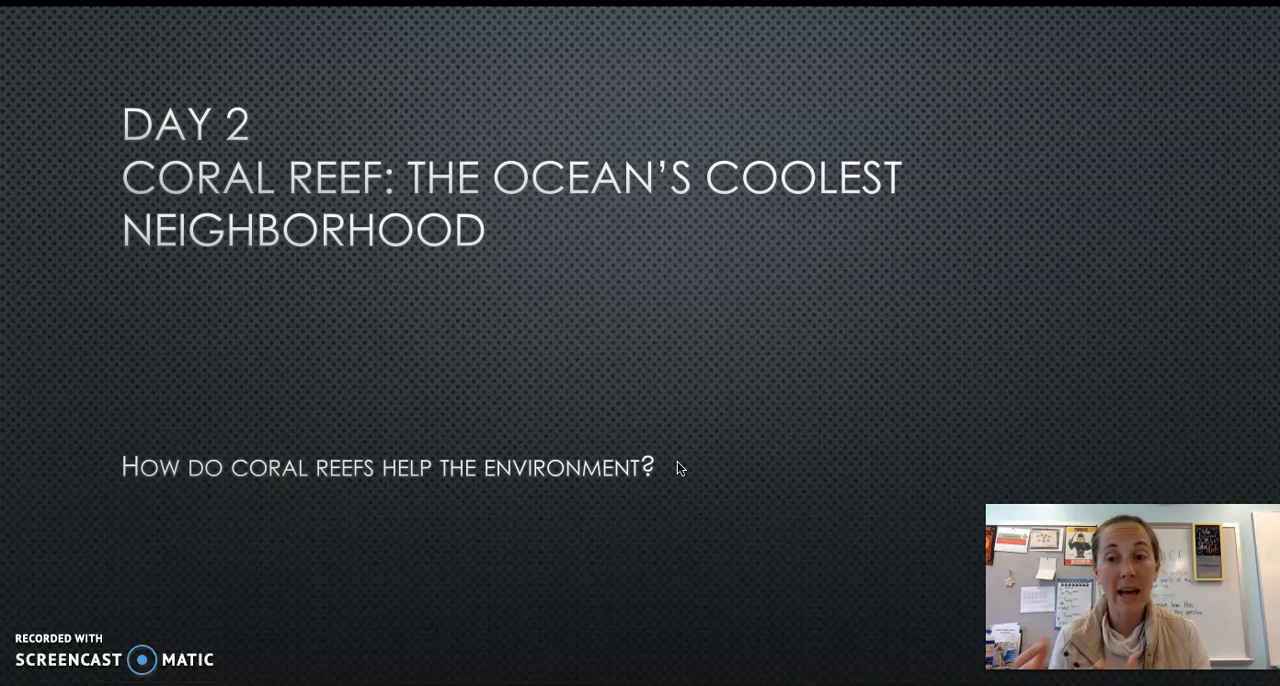 DAY 2
CORAL REEF: THE OCEAN'S COOLEST
NEIGHBORHOOD
HOW DO CORAL REEFS HELP THE ENVIRONMENT?
RECORDED WITH
SCREENCAST MATIC